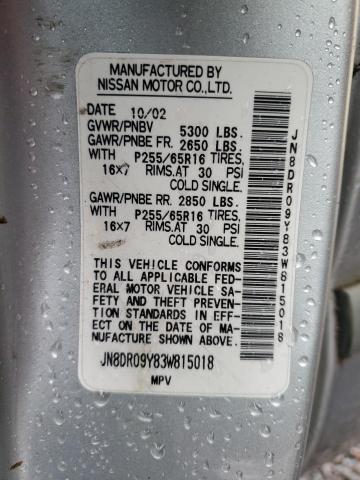 MANUFACTURED BY
NISSAN MOTOR CO.,LTD.
DATE 10/02
GVWR/PNBV 5300 LBS.
GAWR/PNBE FR. 2650 LBS.
WITH P255/65R16 TIRES,
16x7 RIMS.AT 30 PSI
COLD SINGLE.
GAWR/PNBE RR. 2850 LBS.
WITH P255/65R16 TIRES,
16x7 RIMS.AT 30 PSI
COLD SINGLE.
THIS VEHICLE CONFORMS
TO ALL APPLICABLE FED-
ERAL MOTOR VEHICLE SA-
FETY AND THEFT PREVENTION
STANDARDS IN EFF-
ECT ON THE DATE OF MA-
NUFACTURE SHOWN ABOVE.
JN8DR09Y83W815018
MPV
JN8DR09Y83W815018